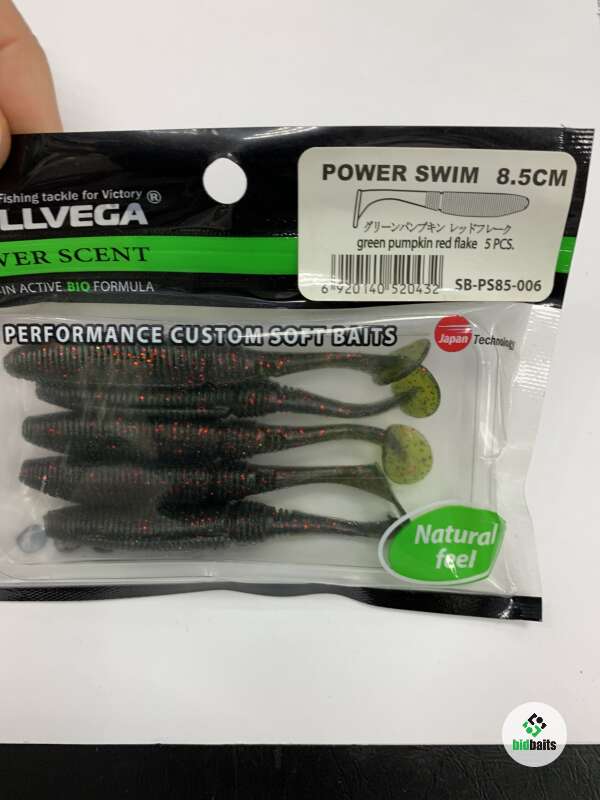 Fishing tackle for Victory ®
LLVEGA
WER SCENT
IN ACTIVE BIO FORMULA
POWER SWIM 8.5CM
グリーンパンプキン レッドフレーク
green pumpkin red flake 5 PCS.
6 920140 520432 SB-PS85-006
PERFORMANCE CUSTOM SOFT BAITS
Japan Technology
Natural
feel
bidbaits